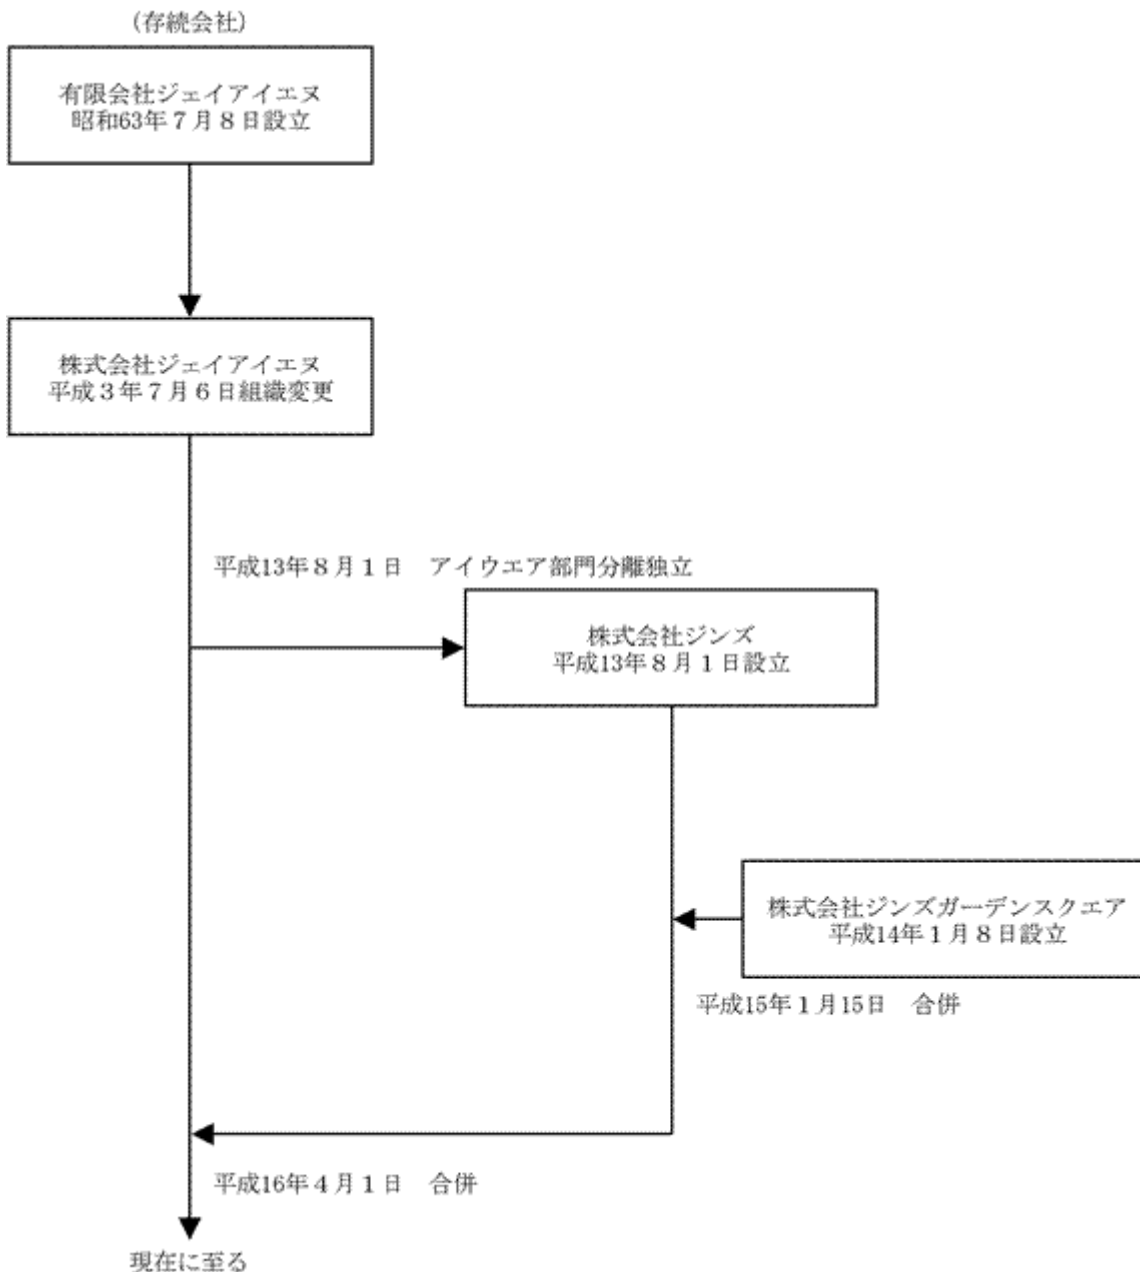 (存続会社)
有限会社ジェイアイエヌ
昭和63年７月８日設立
株式会社ジェイアイエヌ
平成３年７月６日組織変更
平成13年８月１日　アイウエア部門分離独立
株式会社ジンズ
平成13年８月１日設立
株式会社ジンズガーデンスクエア
平成14年１月８日設立
平成15年１月15日　合併
平成16年４月１日　合併
現在に至る